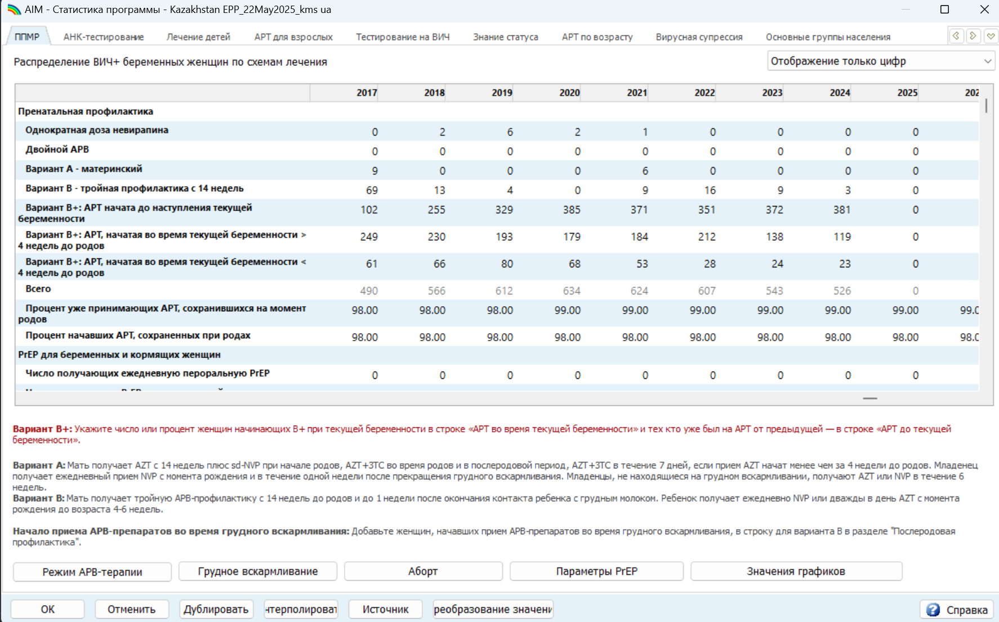 AIM - Статистика программы - Kazakhstan EPP_22May2025_kms ua
ППМР АНК-тестирование Лечение детей АРТ для взрослых Тестирование на ВИЧ Знание статуса АРТ по возрасту Вирусная супрессия Основные группы населения
Распределение ВИЧ+ беременных женщин по схемам лечения
Отображение только цифр
2017 2018 2019 2020 2021 2022 2023 2024 2025 202
Пренатальная профилактика
Однократная доза невирапина 0 2 6 2 1 0 0 0 0
Двойной АРВ 0 0 0 0 0 0 0 0 0
Вариант А - материнский 9 0 0 0 6 0 0 0 0
Вариант B - тройная профилактика с 14 недель 69 13 4 0 9 16 9 3 0
Вариант B+: АРТ начата до наступления текущей
беременности 102 255 329 385 371 351 372 381 0
Вариант B+: АРТ, начатая во время текущей беременности >
4 недель до родов 249 230 193 179 184 212 138 119 0
Вариант B+: АРТ, начатая во время текущей беременности <
4 недель до родов 61 66 80 68 53 28 24 23 0
Всего 490 566 612 634 624 607 543 526 0
Процент уже принимающих АРТ, сохранившихся на момент
родов 98.00 98.00 98.00 99.00 99.00 99.00 99.00 99.00 99.00 99.0
Процент начавших АРТ, сохраненных при родах 98.00 98.00 98.00 98.00 98.00 98.00 98.00 98.00 98.00 98.0
PrEP для беременных и кормящих женщин
Число получающих ежедневную пероральную PrEP 0 0 0 0 0 0 0 0 0
Вариант B+: Укажите число или процент женщин начинающих B+ при текущей беременности в строке «АРТ во время текущей беременности» и тех кто уже был на АРТ от предыдущей — в строке «АРТ до текущей
беременности».
Вариант А: Мать получает AZT с 14 недель плюс sd-NVP при начале родов, AZT+3TC во время родов и в послеродовой период, AZT+3TC в течение 7 дней, если прием AZT начат менее чем за 4 недели до родов. Младенец
получает ежедневный прием NVP с момента рождения и в течение одной недели после прекращения грудного вскармливания. Младенцы, не находящиеся на грудном вскармливании, получают AZT или NVP в течение 6
недель.
Вариант B: Мать получает тройную АРВ-профилактику с 14 недель до родов и до 1 недели после окончания контакта ребенка с грудным молоком. Ребенок получает ежедневно NVP или дважды в день AZT с момента
рождения до возраста 4-6 недель.
Начало приема АРВ-препаратов во время грудного вскармливания: Добавьте женщин, начавших прием АРВ-препаратов во время грудного вскармливания, в строку для варианта B в разделе "Послеродовая
профилактика".
Режим АРВ-терапии Грудное вскармливание Аборт Параметры PrEP Значения графиков
ОК Отменить Дублировать нтерполироват Источник реобразование значени Справка